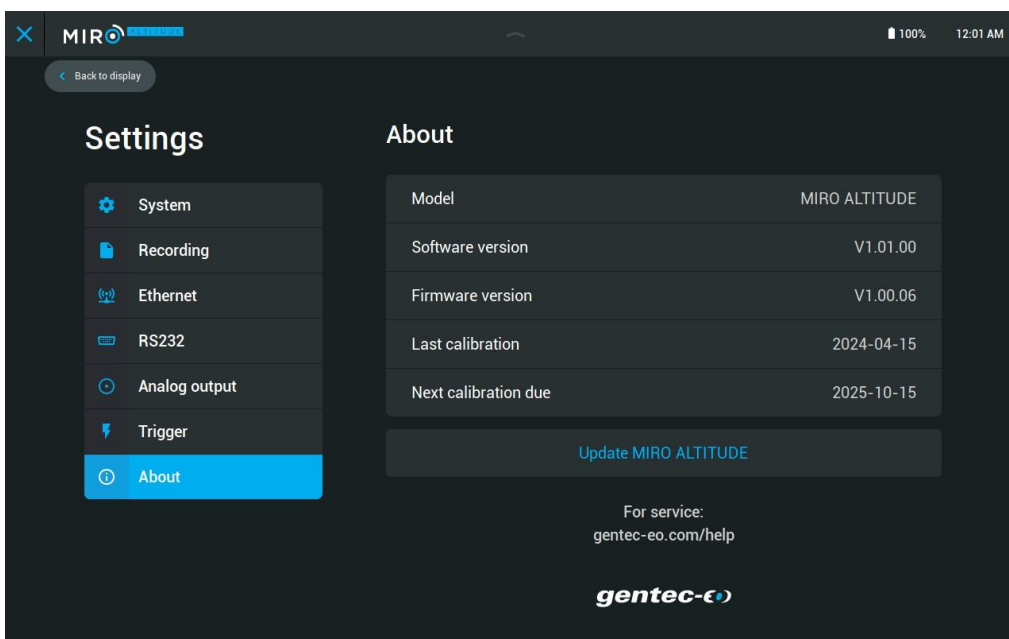 MIRO ALTITUDE
100%
12:01 AM
Back to display
Settings
System
Recording
Ethernet
RS232
Analog output
Trigger
About
About
Model MIRO ALTITUDE
Software version V1.01.00
Firmware version V1.00.06
Last calibration 2024-04-15
Next calibration due 2025-10-15
Update MIRO ALTITUDE
For service:
gentec-eo.com/help
gentec-eo